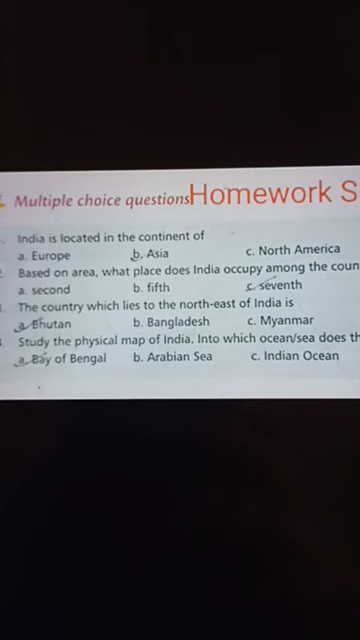 Multiple choice questions Homework S
India is located in the continent of
a. Europe b. Asia c. North America
Based on area, what place does India occupy among the coun
a. second b. fifth c. seventh
The country which lies to the north-east of India is
a. Bhutan b. Bangladesh c. Myanmar
Study the physical map of India. Into which ocean/sea does th
a. Bay of Bengal b. Arabian Sea c. Indian Ocean